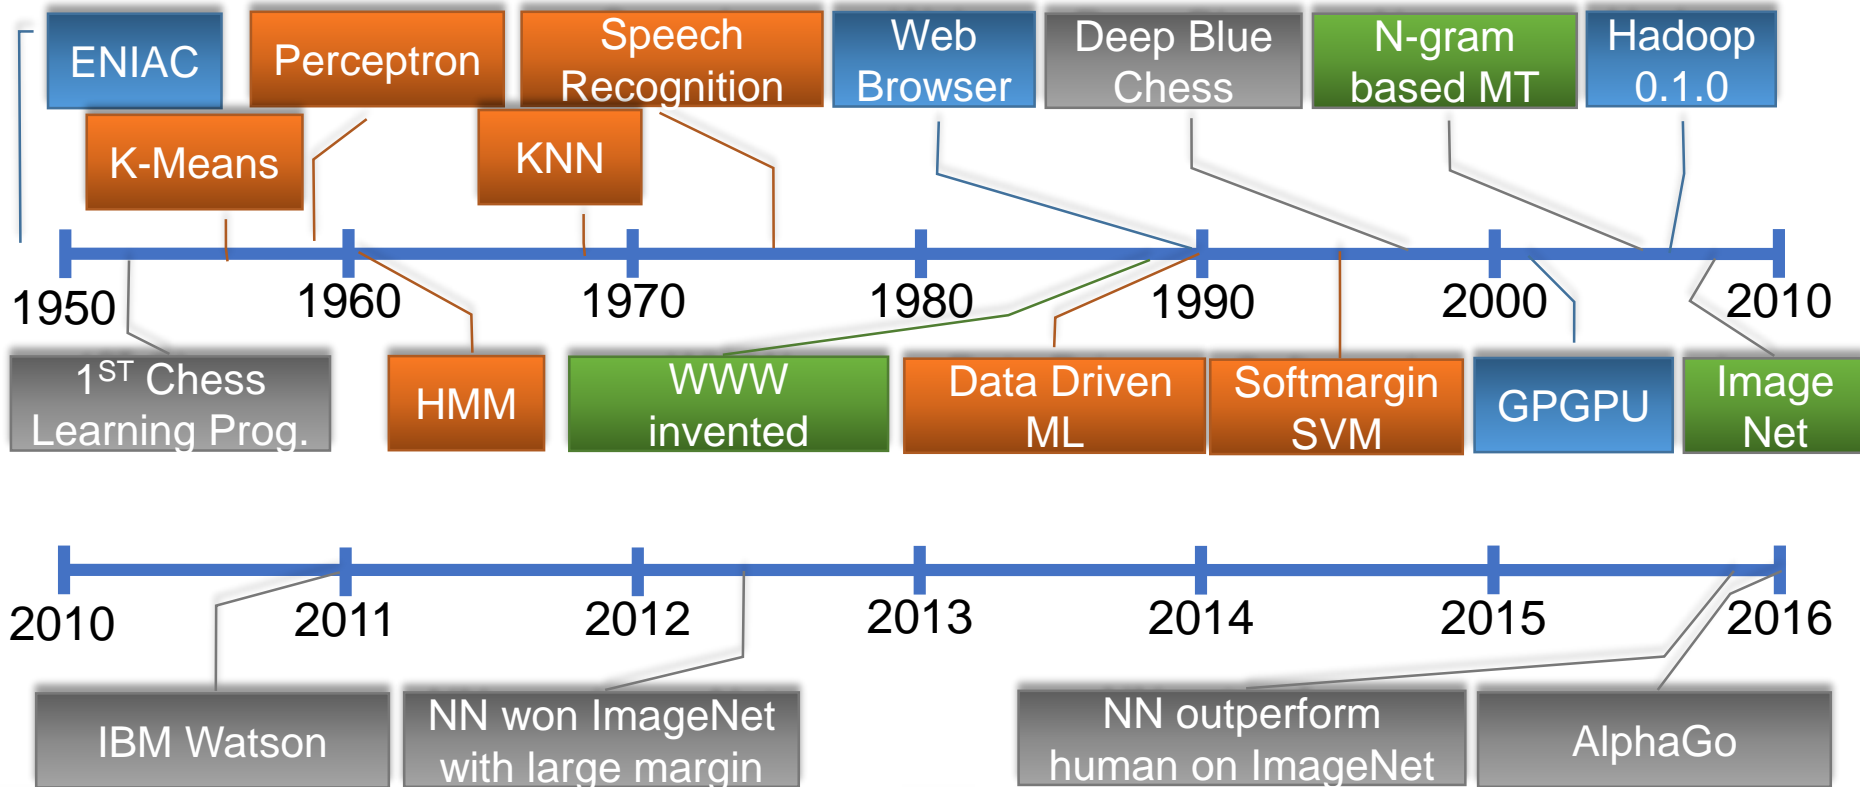 ENIAC
Perceptron
Speech
Recognition
Web
Browser
Deep Blue
Chess
N-gram
based MT
Hadoop
0.1.0
K-Means
KNN
1950
1960
1970
1980
1990
2000
2010
1ST Chess
Learning Prog.
HMM
WWW
invented
Data Driven
ML
Softmargin
SVM
GPGPU
Image
Net
2010
2011
2012
2013
2014
2015
2016
IBM Watson
NN won ImageNet
with large margin
NN outperform
human on ImageNet
AlphaGo